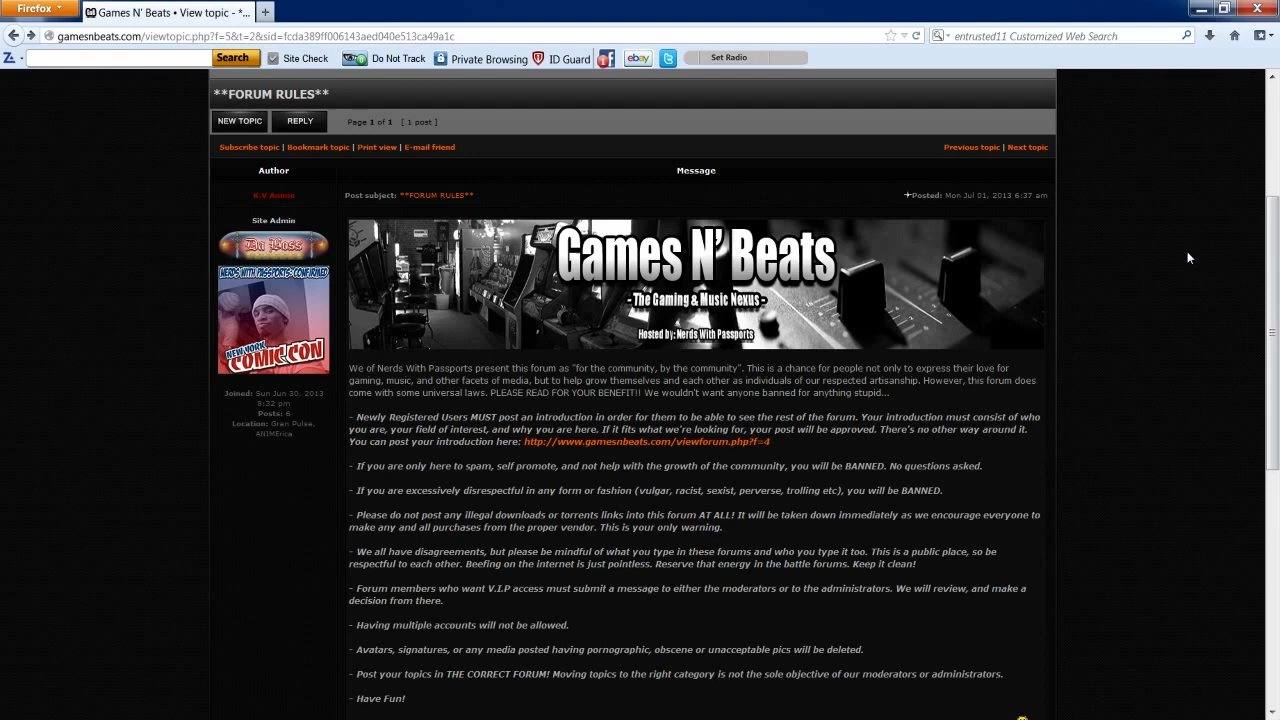 Firefox
Games N' Beats • View topic - *...
gamesnbeats.com/viewtopic.php?f=5&t=2&sid=fcda389ff006143aed040e513ca49a1c
entrusted11 Customized Web Search
Search
Site Check
Do Not Track
Private Browsing
ID Guard
ebay
Set Radio
**FORUM RULES**
NEW TOPIC
REPLY
Page 1 of 1 [ 1 post ]
Subscribe topic | Bookmark topic | Print view | E-mail friend
Previous topic | Next topic
Author
Message
K.V Anime
Post subject: **FORUM RULES**
Posted: Mon Jul 01, 2013 6:37 am
Site Admin
Da Boss
NERDS WITH PASSPORTS: CONFIRMED
NEW YORK
COMIC CON
Joined: Sun Jun 30, 2013
8:32 pm
Posts: 6
Location: Gran Pulse,
ANIMErica
Games N' Beats
- The Gaming & Music Nexus -
Hosted by: Nerds With Passports
We of Nerds With Passports present this forum as "for the community, by the community". This is a chance for people not only to express their love for
gaming, music, and other facets of media, but to help grow themselves and each other as individuals of our respected artisanship. However, this forum does
come with some universal laws. PLEASE READ FOR YOUR BENEFIT!! We wouldn't want anyone banned for anything stupid...
- Newly Registered Users MUST post an introduction in order for them to be able to see the rest of the forum. Your introduction must consist of who
you are, your field of interest, and why you are here. If it fits what we're looking for, your post will be approved. There's no other way around it.
You can post your introduction here: http://www.gamesnbeats.com/viewforum.php?f=4
- If you are only here to spam, self promote, and not help with the growth of the community, you will be BANNED. No questions asked.
- If you are excessively disrespectful in any form or fashion (vulgar, racist, sexist, perverse, trolling etc), you will be BANNED.
- Please do not post any illegal downloads or torrents links into this forum AT ALL! It will be taken down immediately as we encourage everyone to
make any and all purchases from the proper vendor. This is your only warning.
- We all have disagreements, but please be mindful of what you type in these forums and who you type it too. This is a public place, so be
respectful to each other. Beefing on the internet is just pointless. Reserve that energy in the battle forums. Keep it clean!
- Forum members who want V.I.P access must submit a message to either the moderators or to the administrators. We will review, and make a
decision from there.
- Having multiple accounts will not be allowed.
- Avatars, signatures, or any media posted having pornographic, obscene or unacceptable pics will be deleted.
- Post your topics in THE CORRECT FORUM! Moving topics to the right category is not the sole objective of our moderators or administrators.
- Have Fun!